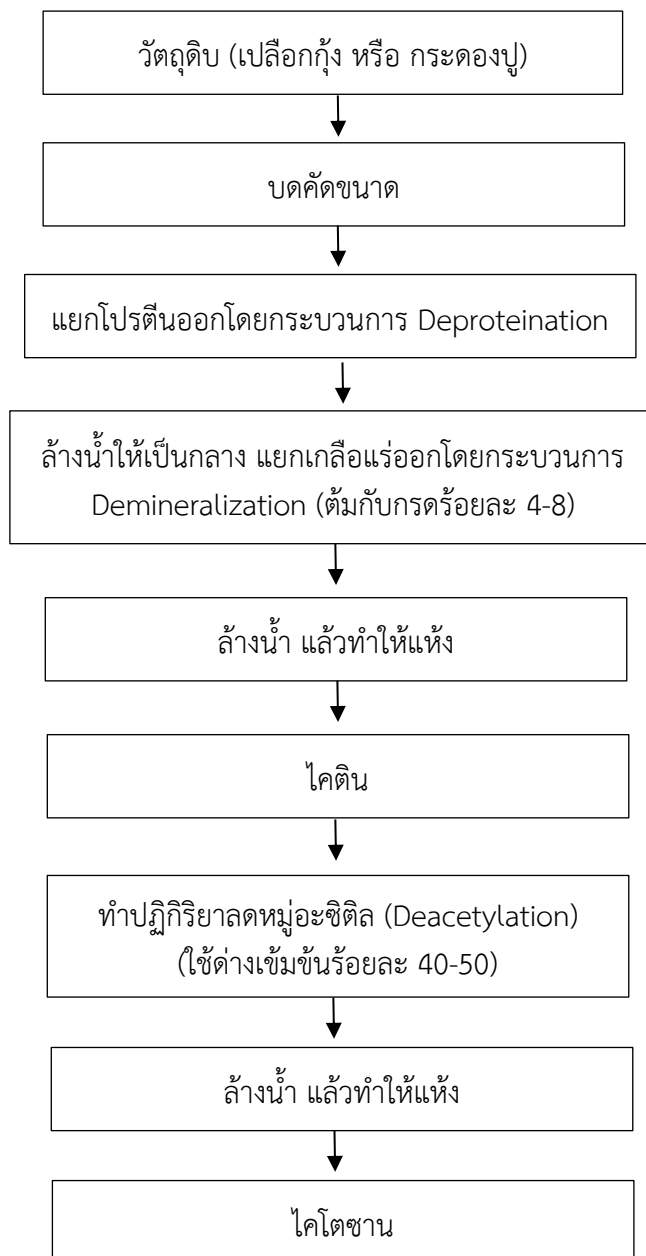 วัตถุดิบ (เปลือกกุ้ง หรือ กระดองปู)
บดคัดขนาด
แยกโปรตีนออกโดยกระบวนการ Deproteination
ล้างน้ำให้เป็นกลาง แยกเกลือแร่ออกโดยกระบวนการ
Demineralization (ต้มกับกรดร้อยละ 4-8)
ล้างน้ำ แล้วทำให้แห้ง
ไคติน
ทำปฏิกิริยาลดหมู่อะซิติล (Deacetylation)
(ใช้ด่างเข้มข้นร้อยละ 40-50)
ล้างน้ำ แล้วทำให้แห้ง
ไคโตซาน